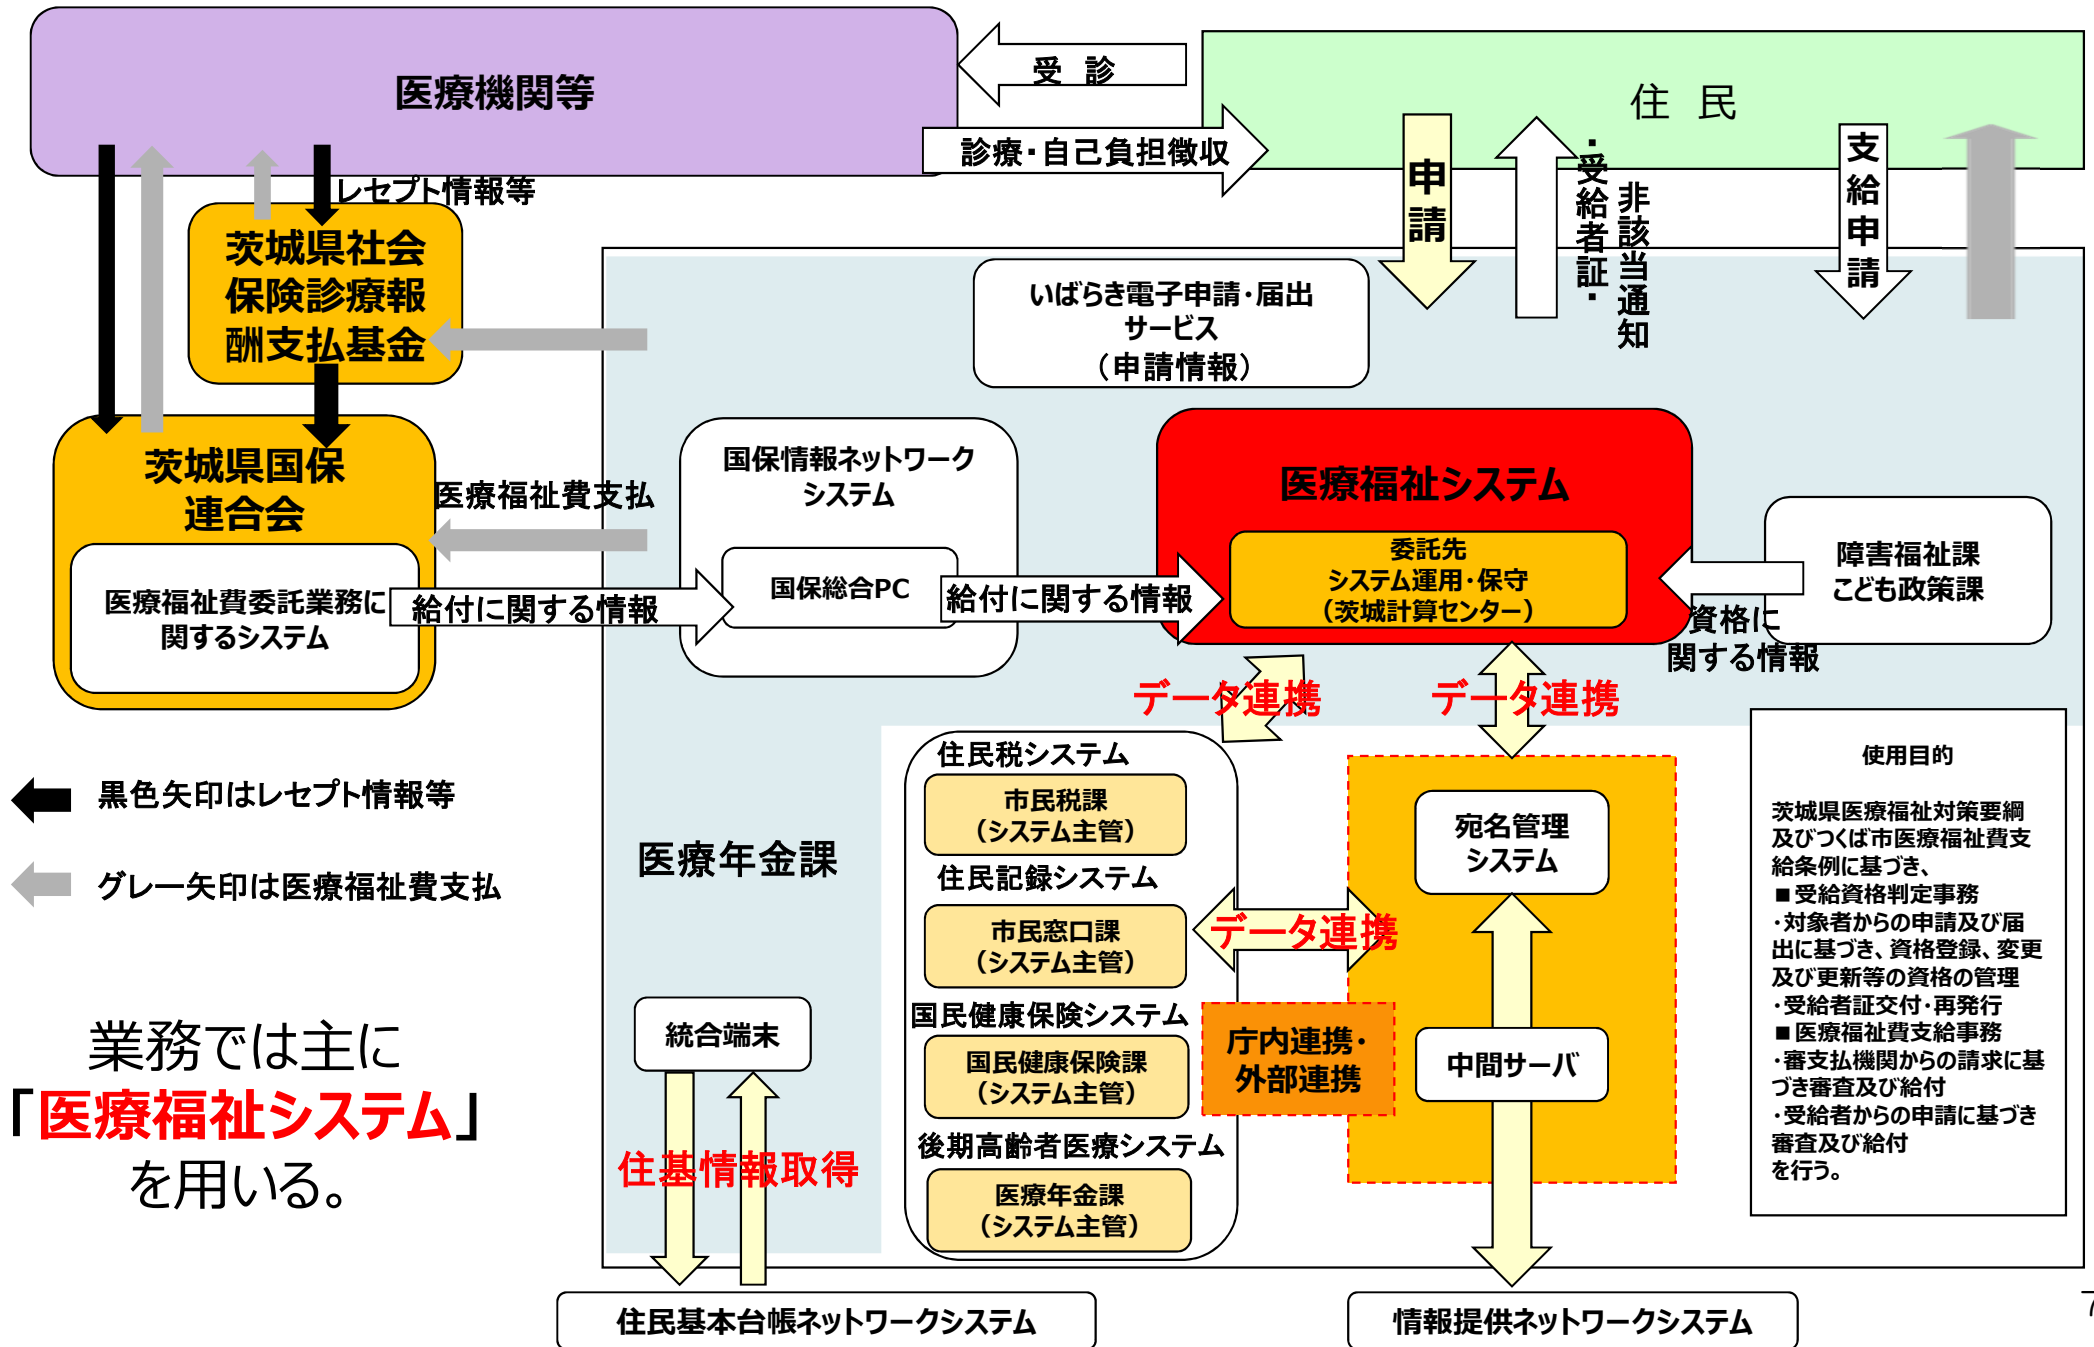 医療機関等
受 診
住 民
診療・自己負担徴収
申請
・受給者証・
非該当通知
支給申請
レセプト情報等
茨城県社会
保険診療報
酬支払基金
いばらき電子申請・届出
サービス
（申請情報）
茨城県国保
連合会
医療福祉費支払
国保情報ネットワーク
システム
医療福祉システム
医療福祉費委託業務に
関するシステム
給付に関する情報
国保総合PC
給付に関する情報
委託先
システム運用・保守
（茨城計算センター）
障害福祉課
こども政策課
資格に
関する情報
データ連携
データ連携
黒色矢印はレセプト情報等
グレー矢印は医療福祉費支払
業務では主に
「医療福祉システム」
を用いる。
医療年金課
住民税システム
市民税課
（システム主管）
住民記録システム
市民窓口課
（システム主管）
国民健康保険システム
国民健康保険課
（システム主管）
後期高齢者医療システム
医療年金課
（システム主管）
宛名管理
システム
データ連携
庁内連携・
外部連携
中間サーバ
統合端末
住基情報取得
使用目的
茨城県医療福祉対策要綱
及びつくば市医療福祉費支
給条例に基づき、
■受給資格判定事務
・対象者からの申請及び届
出に基づき、資格登録、変更
及び更新等の資格の管理
・受給者証交付・再発行
■医療福祉費支給事務
・審支払機関からの請求に基
づき審査及び給付
・受給者からの申請に基づき
審査及び給付
を行う。
住民基本台帳ネットワークシステム
情報提供ネットワークシステム
7